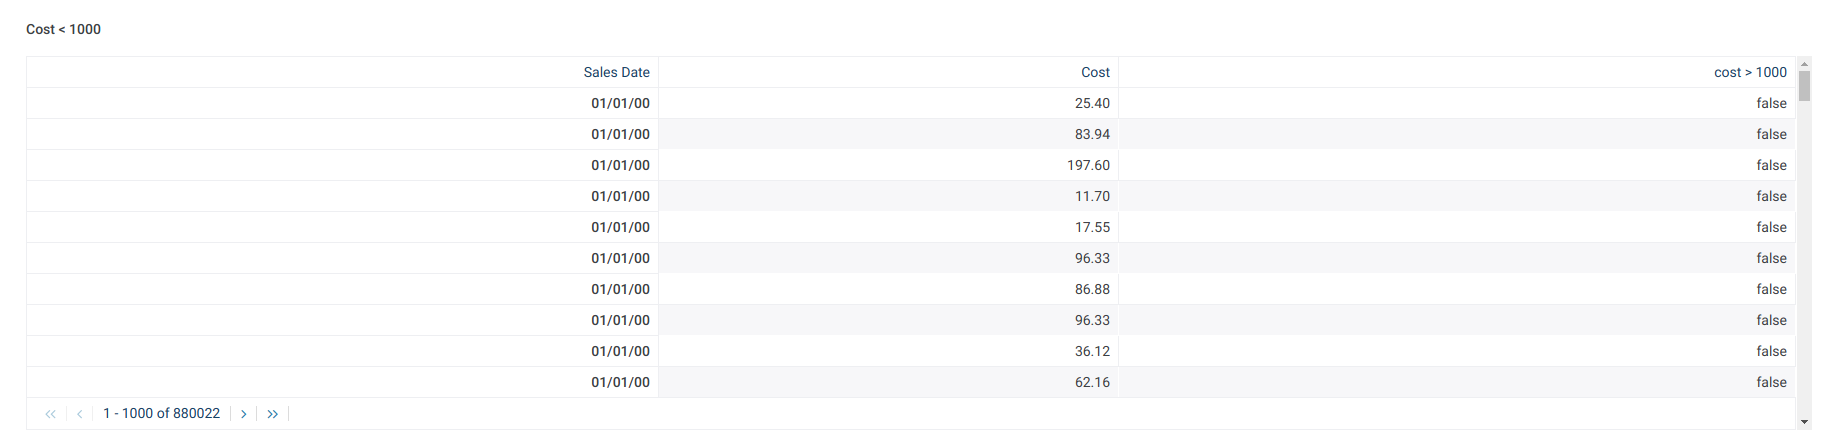 Cost < 1000
Sales Date Cost cost > 1000
01/01/00 25.40 false
01/01/00 83.94 false
01/01/00 197.60 false
01/01/00 11.70 false
01/01/00 17.55 false
01/01/00 96.33 false
01/01/00 86.88 false
01/01/00 96.33 false
01/01/00 36.12 false
01/01/00 62.16 false
1 - 1000 of 880022